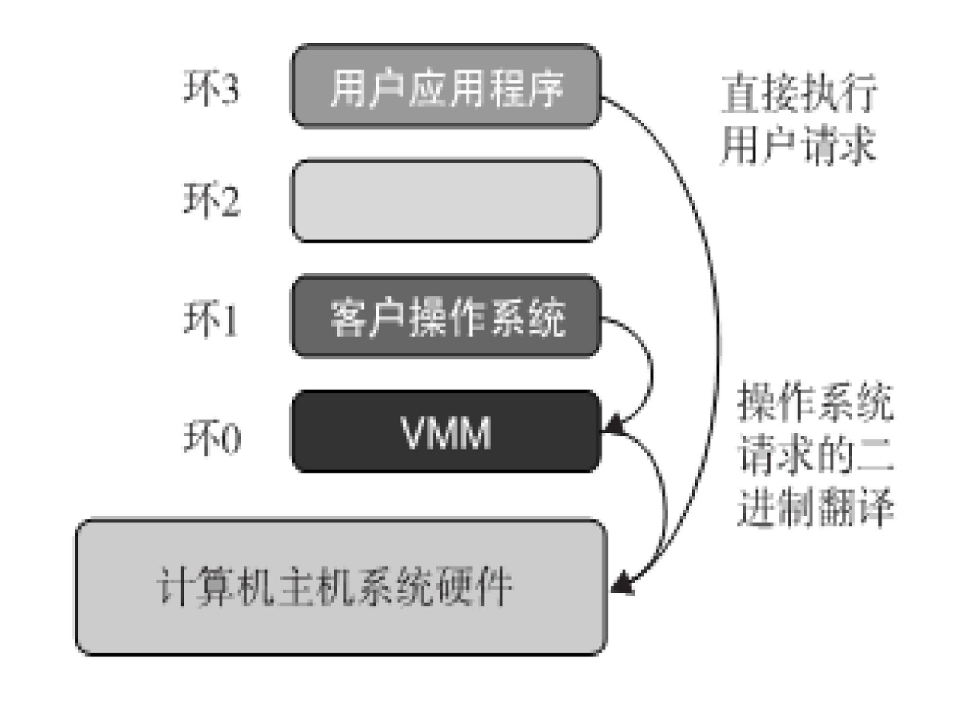 环3
用户应用程序
直接执行
用户请求
环2
环1
客户操作系统
环0
VMM
操作系统
请求的二
进制翻译
计算机主机系统硬件